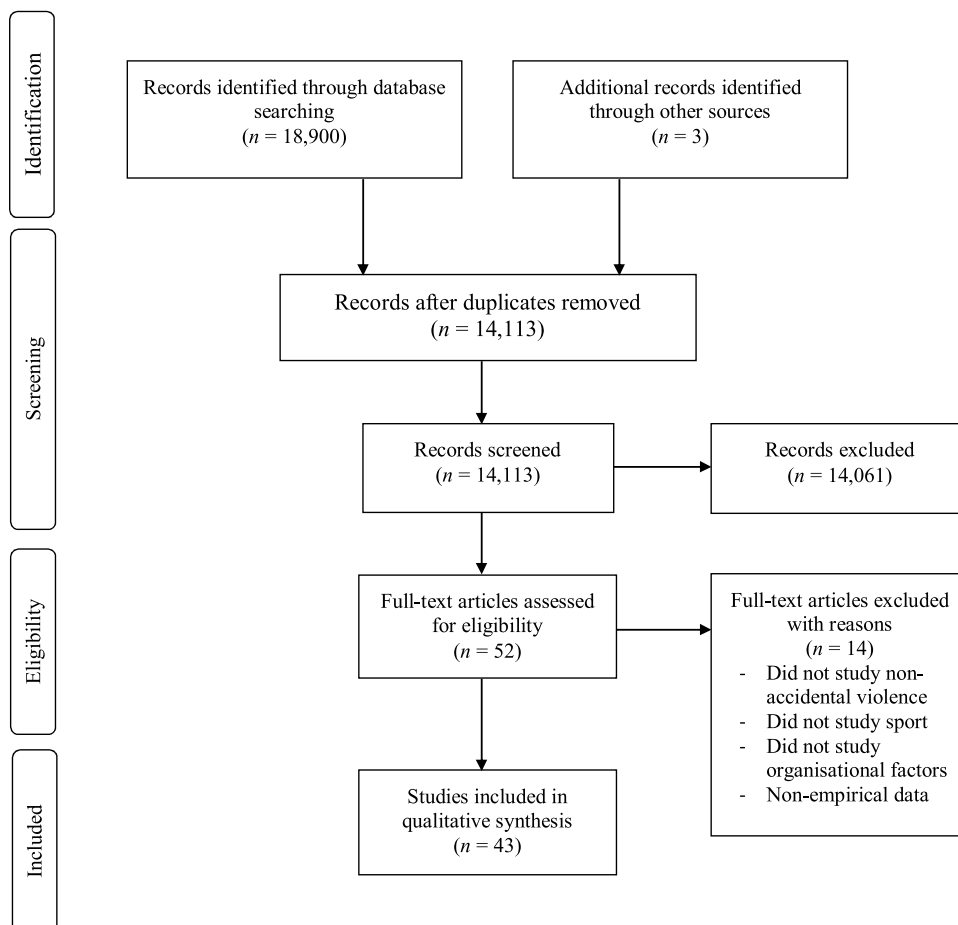 Identification
Records identified through database
searching
(n = 18,900)
Additional records identified
through other sources
(n = 3)
Screening
Records after duplicates removed
(n = 14,113)
Records screened
(n = 14,113)
Records excluded
(n = 14,061)
Eligibility
Full-text articles assessed
for eligibility
(n = 52)
Full-text articles excluded
with reasons
(n = 14)
- Did not study non-
accidental violence
- Did not study sport
- Did not study
organisational factors
- Non-empirical data
Included
Studies included in
qualitative synthesis
(n = 43)